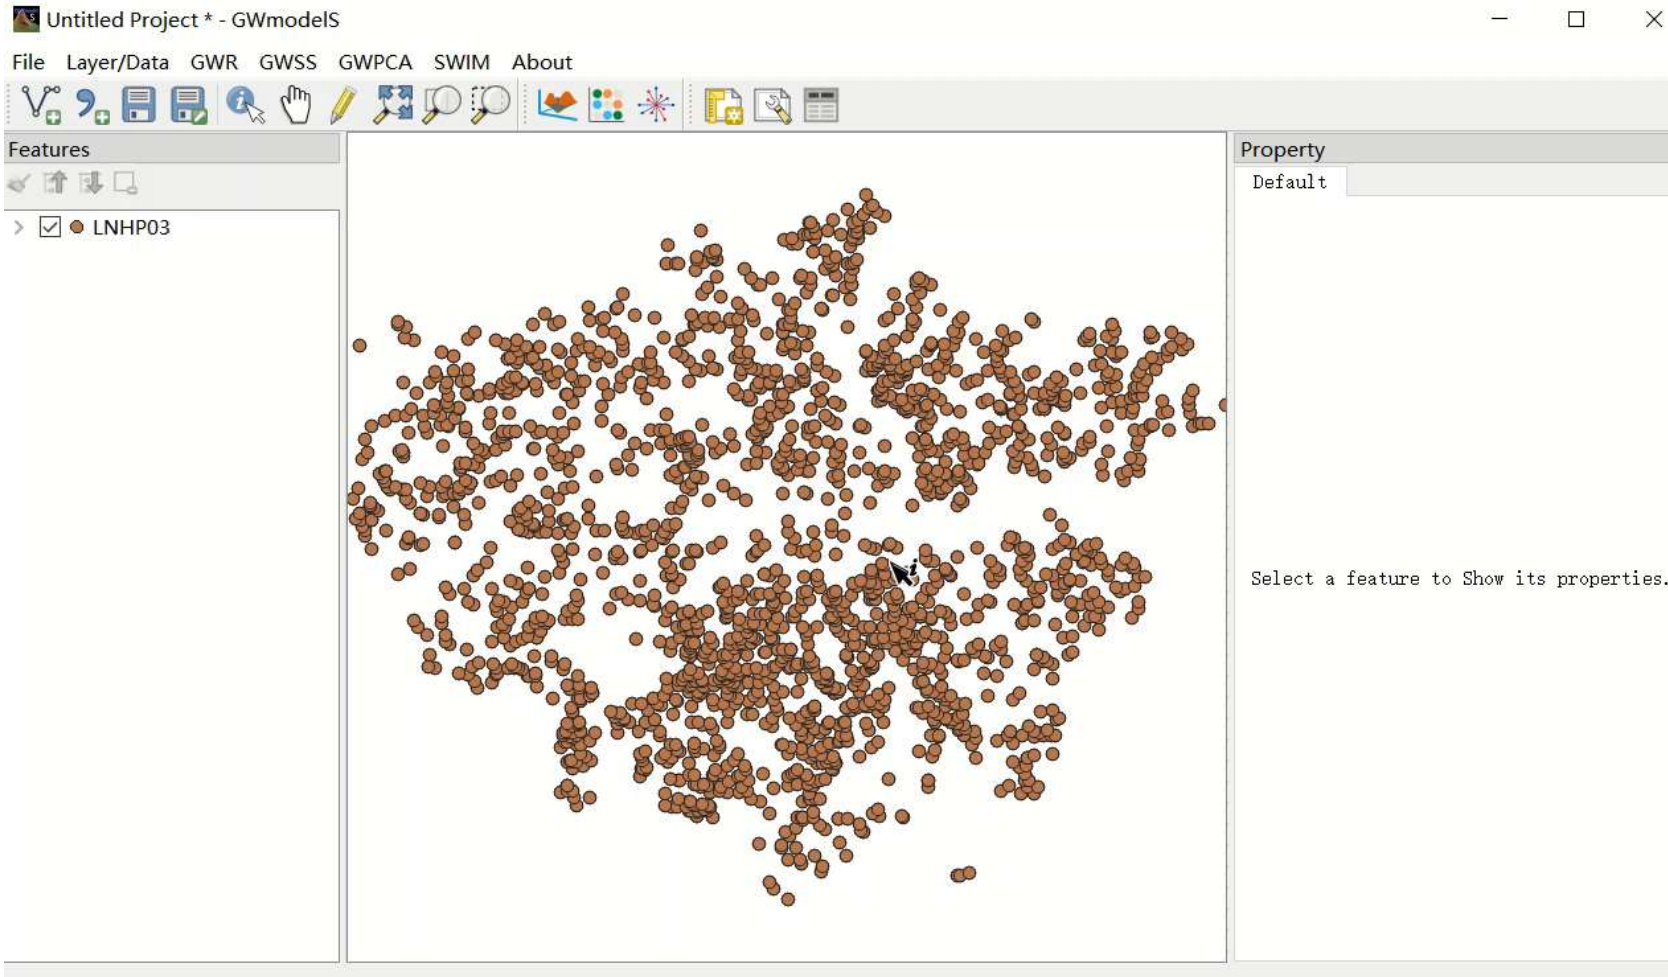 Untitled Project * - GWmodelS
File Layer/Data GWR GWSS GWPCA SWIM About
Features
Property
Default
LNHP03
Select a feature to Show its properties.